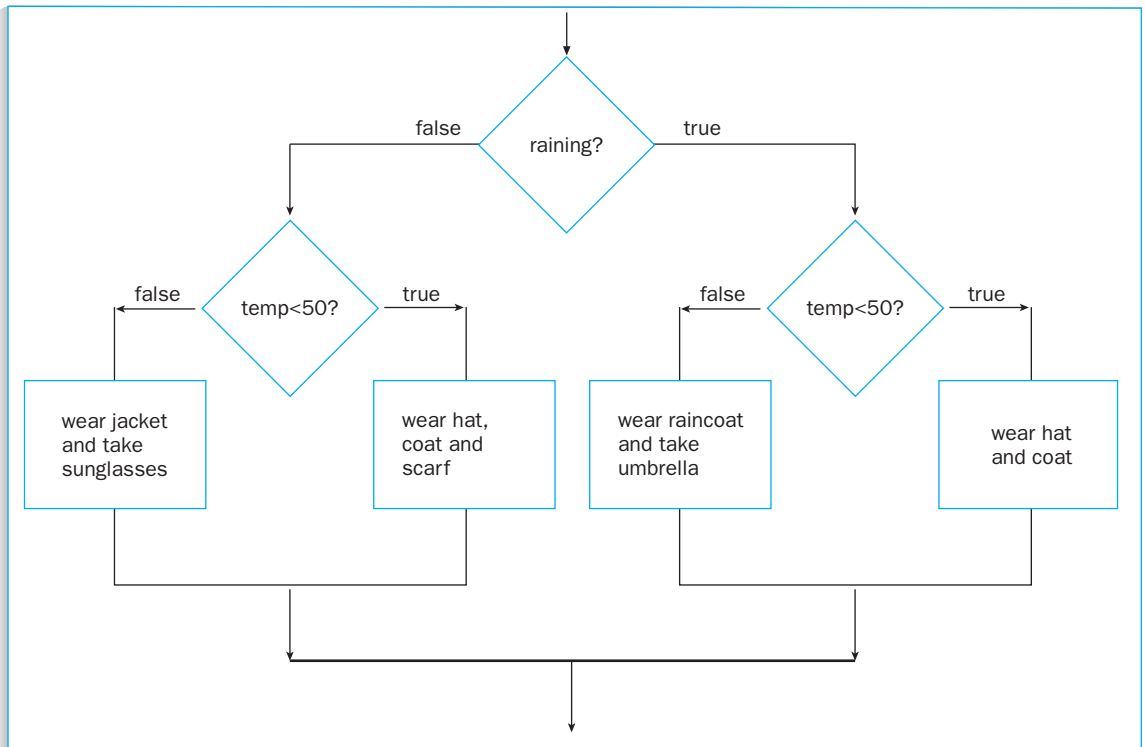 false
true
raining?
false
true
temp<50?
false
true
temp<50?
wear jacket
and take
sunglasses
wear hat,
coat and
scarf
wear raincoat
and take
umbrella
wear hat
and coat